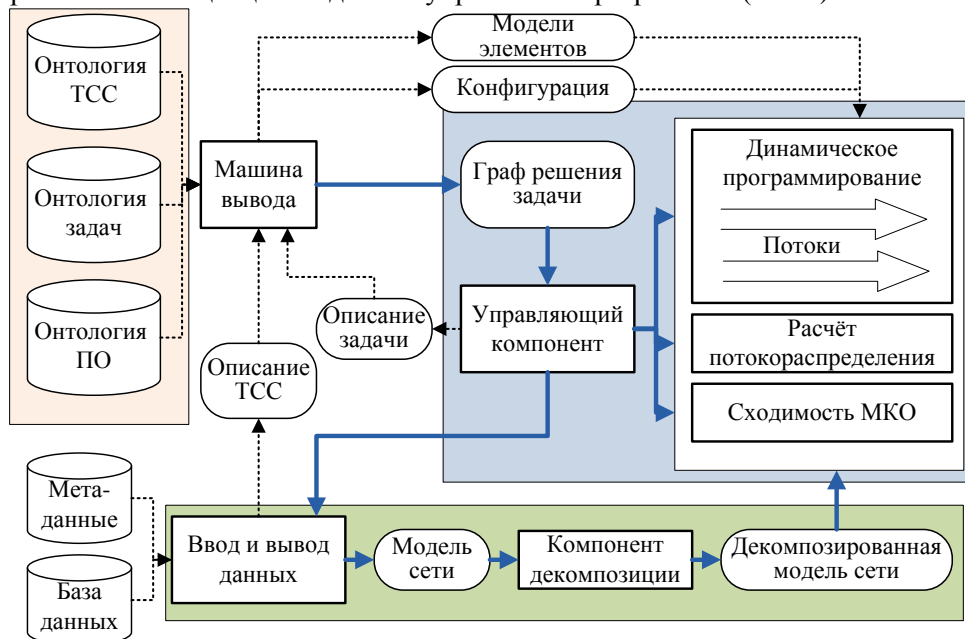 Модели
элементов
Конфигурация
Онтология
ТСС
Онтология
задач
Онтология
ПО
Машина
вывода
Граф решения
задачи
Динамическое
программирование
Потоки
Управляющий
компонент
Описание
задачи
Описание
ТСС
Расчёт
потокораспределения
Сходимость МКО
Мета-
данные
База
данных
Ввод и вывод
данных
Модель
сети
Компонент
декомпозиции
Декомпозированная
модель сети